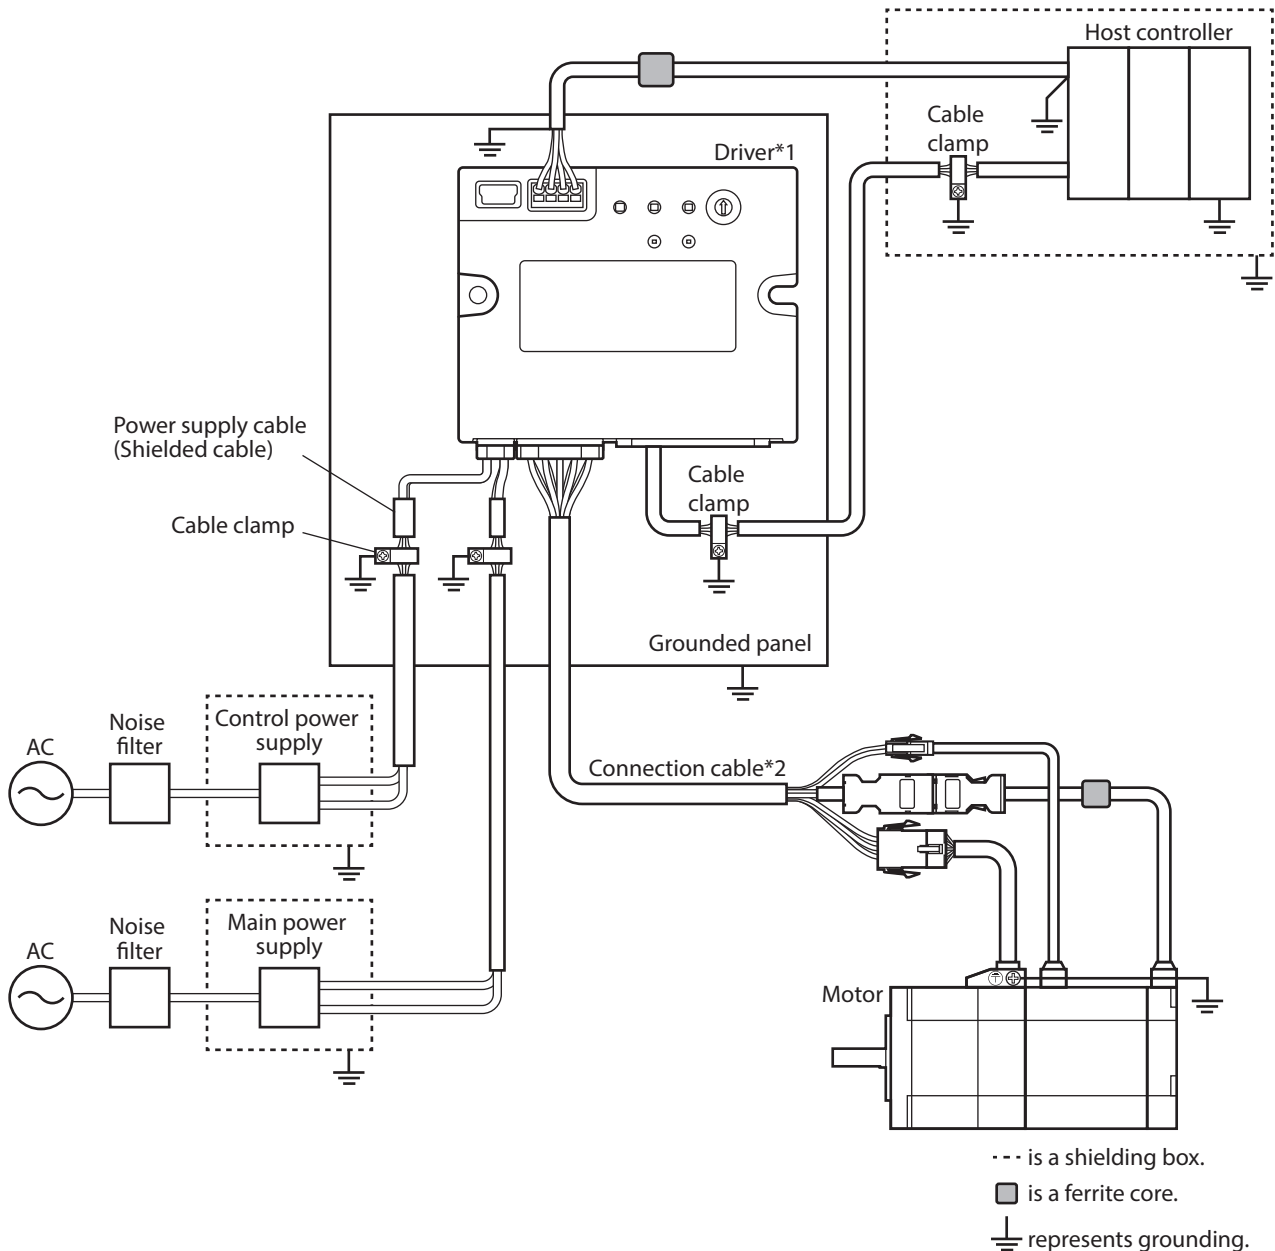 Host controller
Cable
clamp
Driver*1
Power supply cable
(Shielded cable)
Cable
clamp
Cable clamp
Grounded panel
Control power
supply
Noise
filter
AC
Connection cable*2
Main power
supply
Noise
filter
AC
Motor
is a shielding box.
is a ferrite core.
represents grounding.